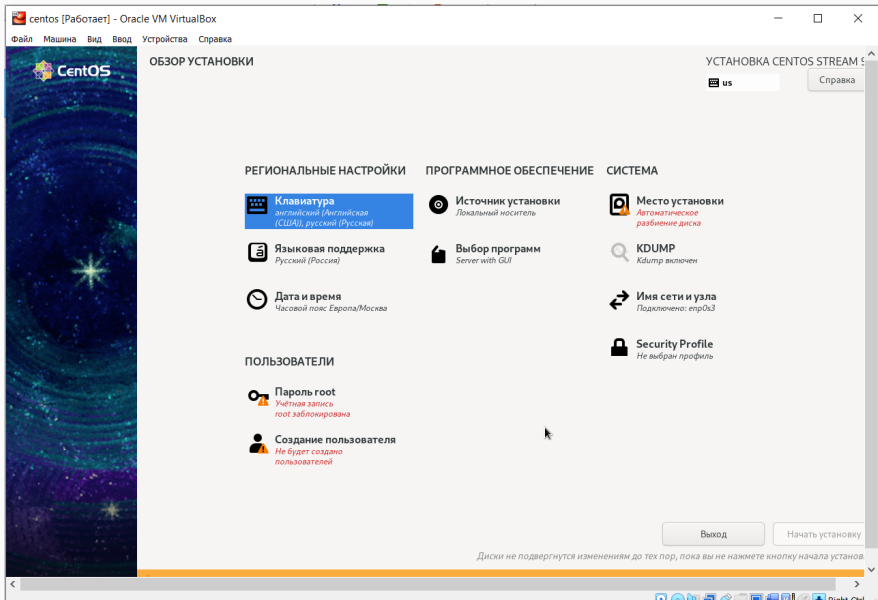 centos [Работает] - Oracle VM VirtualBox
Файл Машина Вид Ввод Устройства Справка
CentOS
ОБЗОР УСТАНОВКИ
УСТАНОВКА CENTOS STREAM 9
us
Справка
РЕГИОНАЛЬНЫЕ НАСТРОЙКИ
Клавиатура
английский (Английская
(США)), русский (Русская)
Языковая поддержка
Русский (Россия)
Дата и время
Часовой пояс Европа/Москва
ПРОГРАММНОЕ ОБЕСПЕЧЕНИЕ
Источник установки
Локальный носитель
Выбор программ
Server with GUI
СИСТЕМА
Место установки
Автоматическое
разбиение диска
KDUMP
Kdump включен
Имя сети и узла
Подключено: enp0s3
Security Profile
Не выбран профиль
ПОЛЬЗОВАТЕЛИ
Пароль root
Учётная запись
root заблокирована
Создание пользователя
Не будет создано
пользователей
Выход
Начать установку
Диски не подвергнутся изменениям до тех пор, пока вы не нажмете кнопку начала установ
Right Ctrl